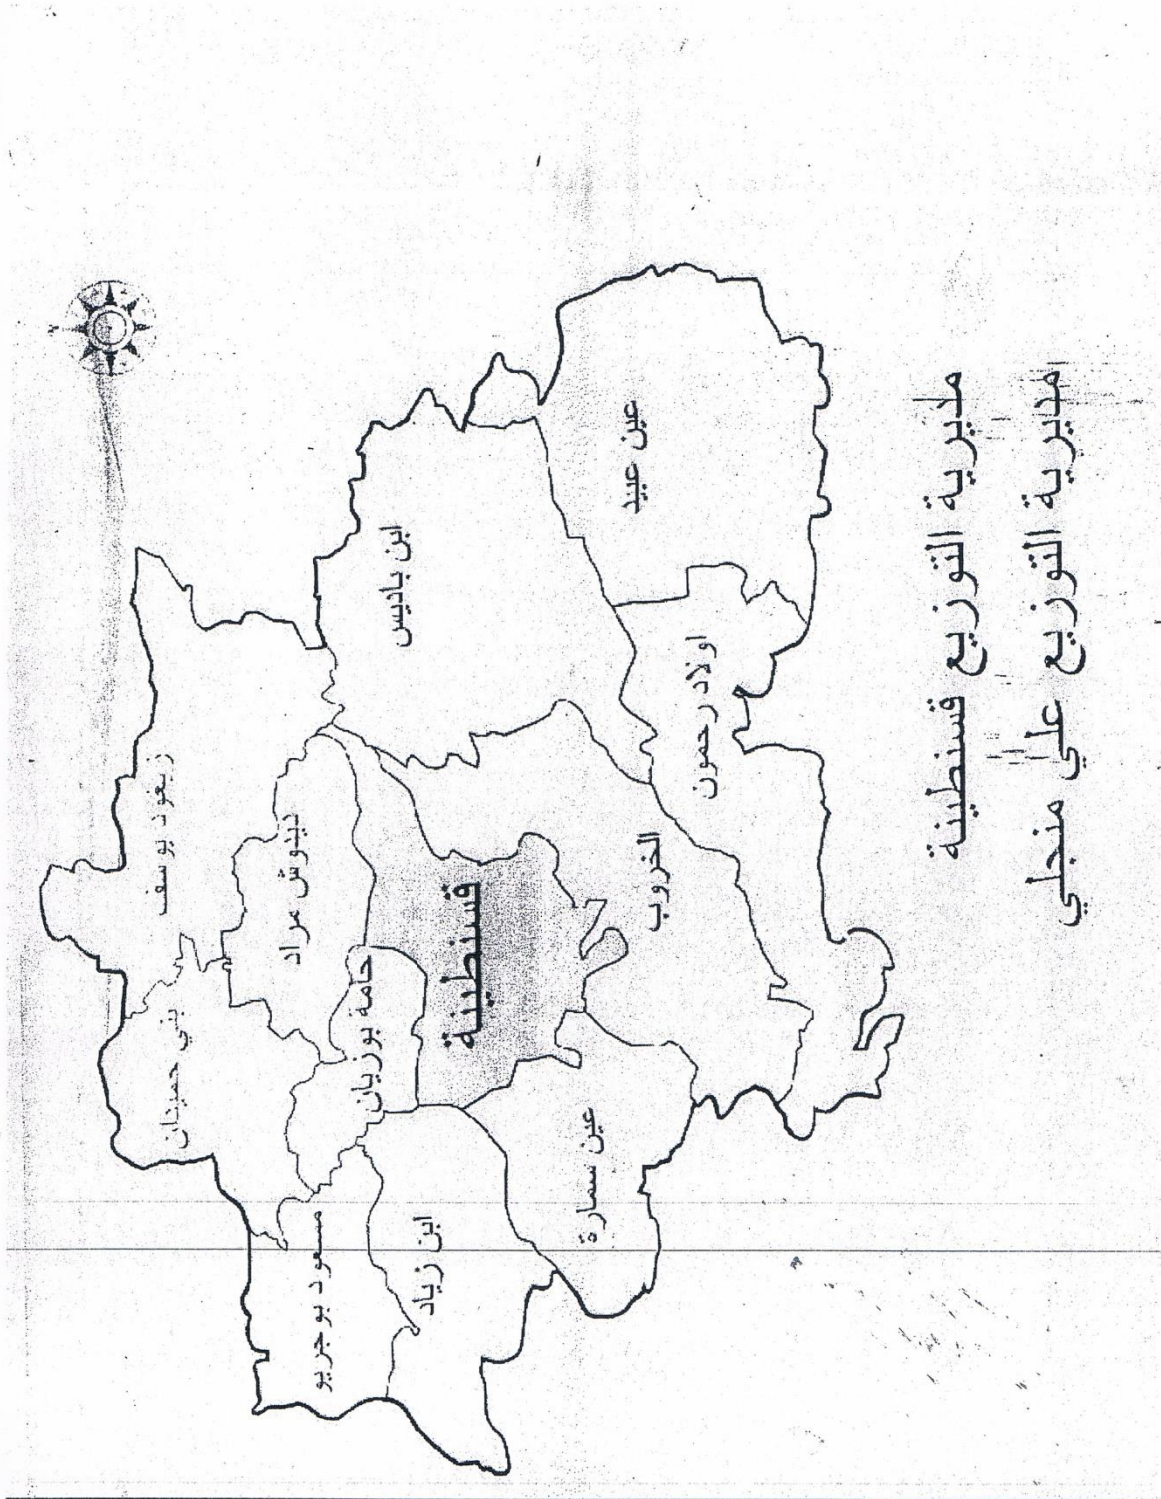 زيغود يوسف
بني حميدان
ديدوش مراد
حامة بوزيان
مسعود بوجريو
ابن زياد
ابن باديس
قسنطينة
عين سمارة
الخروب
عين عبيد
اولاد رحمون
مديرية التوزيع قسنطينة
مديرية التوزيع علي منجلي